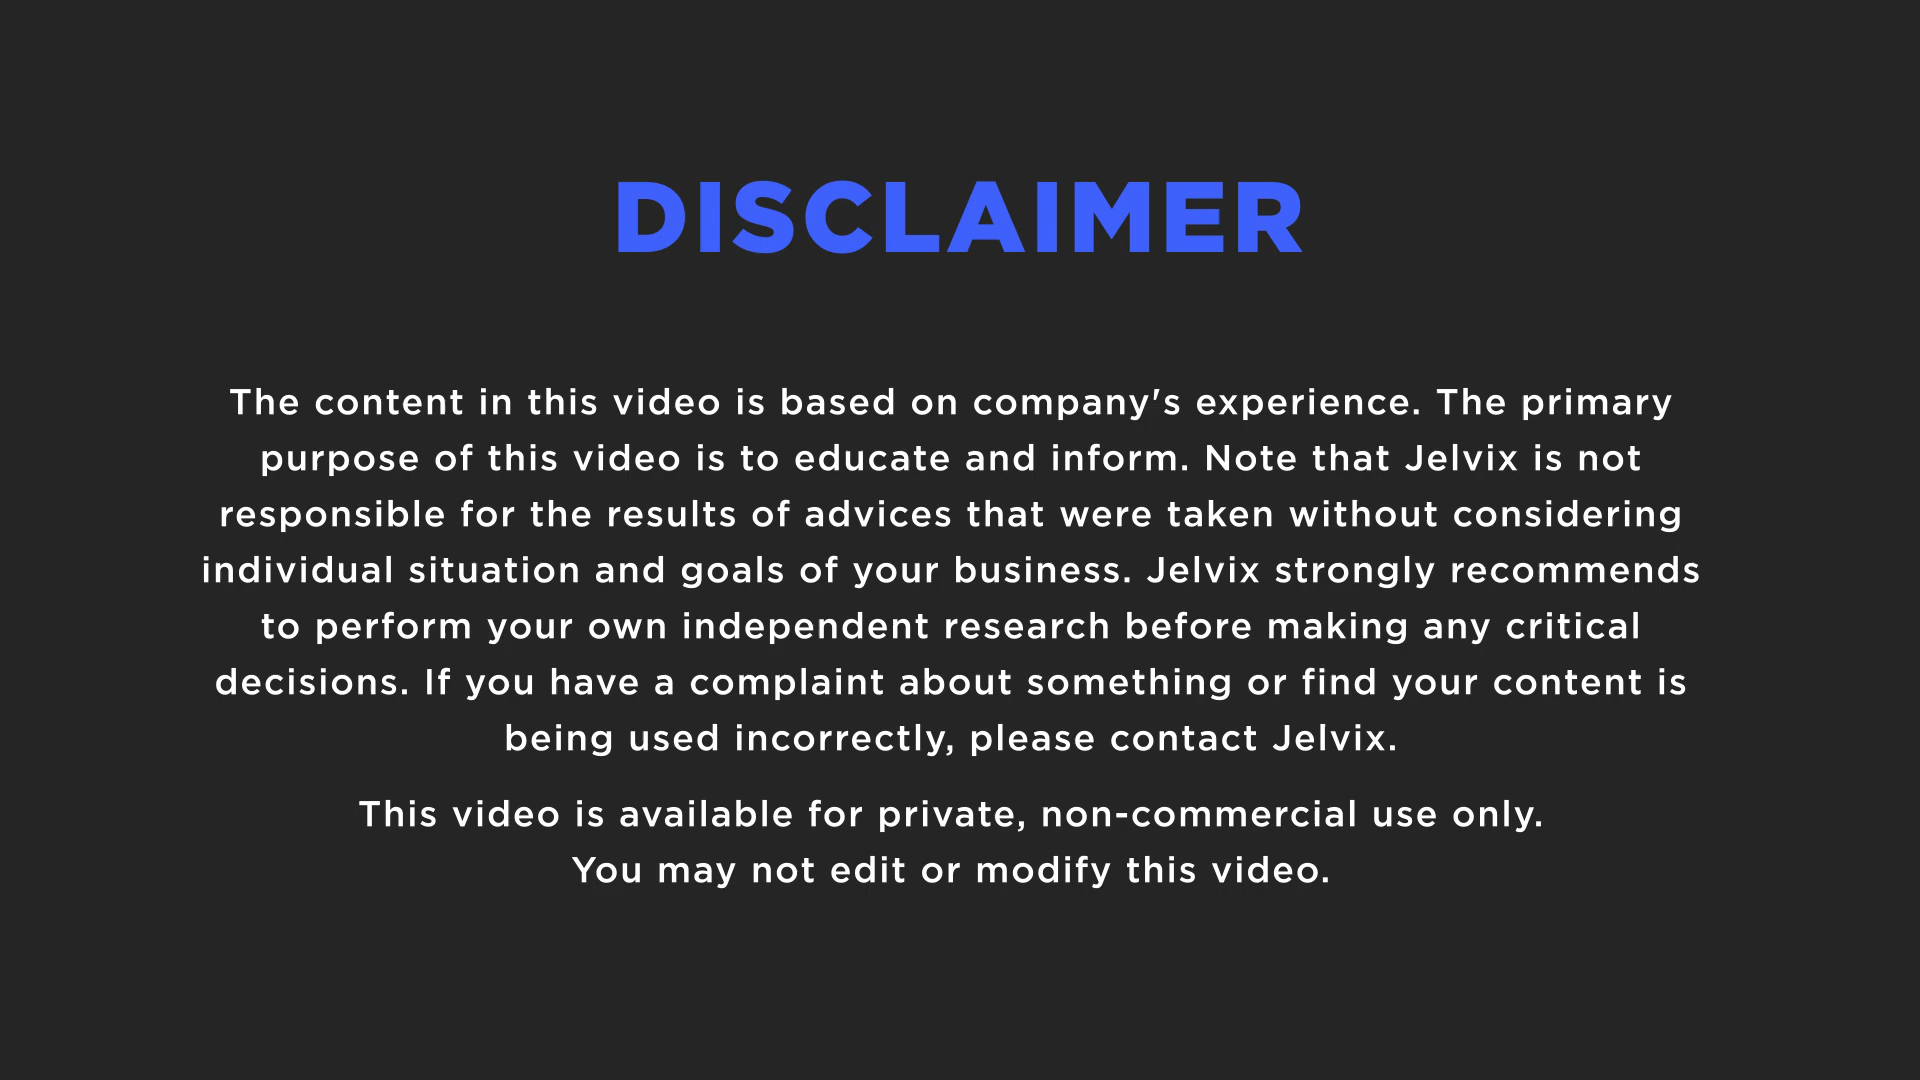 DISCLAIMER
The content in this video is based on company's experience. The primary
purpose of this video is to educate and inform. Note that Jelvix is not
responsible for the results of advices that were taken without considering
individual situation and goals of your business. Jelvix strongly recommends
to perform your own independent research before making any critical
decisions. If you have a complaint about something or find your content is
being used incorrectly, please contact Jelvix.
This video is available for private, non-commercial use only.
You may not edit or modify this video.